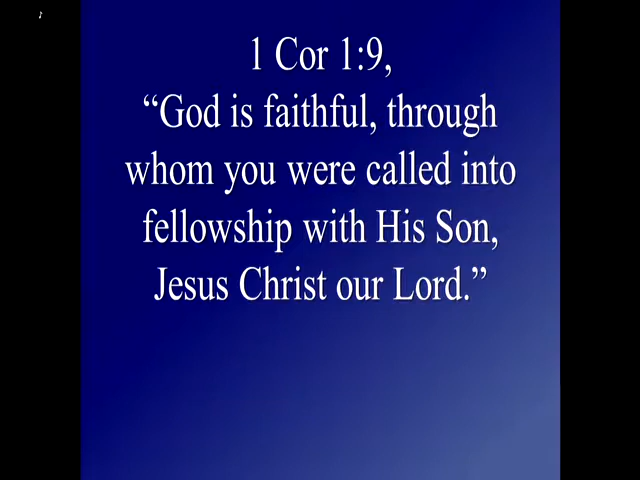 1 Cor 1:9,
“God is faithful, through
whom you were called into
fellowship with His Son,
Jesus Christ our Lord.”